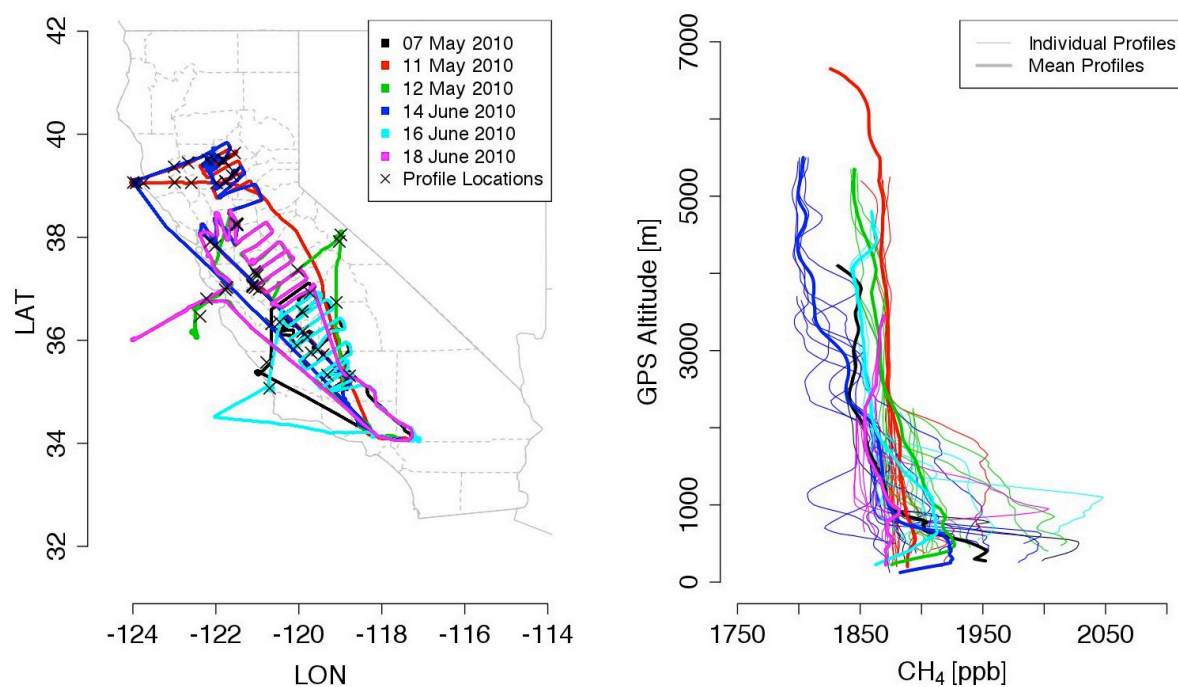 42
40
38
36
34
32
LAT
-124
-122
-120
-118
-116
-114
LON
07 May 2010
11 May 2010
12 May 2010
14 June 2010
16 June 2010
18 June 2010
Profile Locations
7000
5000
3000
1000
0
GPS Altitude [m]
1750
1850
1950
2050
CH₄ [ppb]
Individual Profiles
Mean Profiles